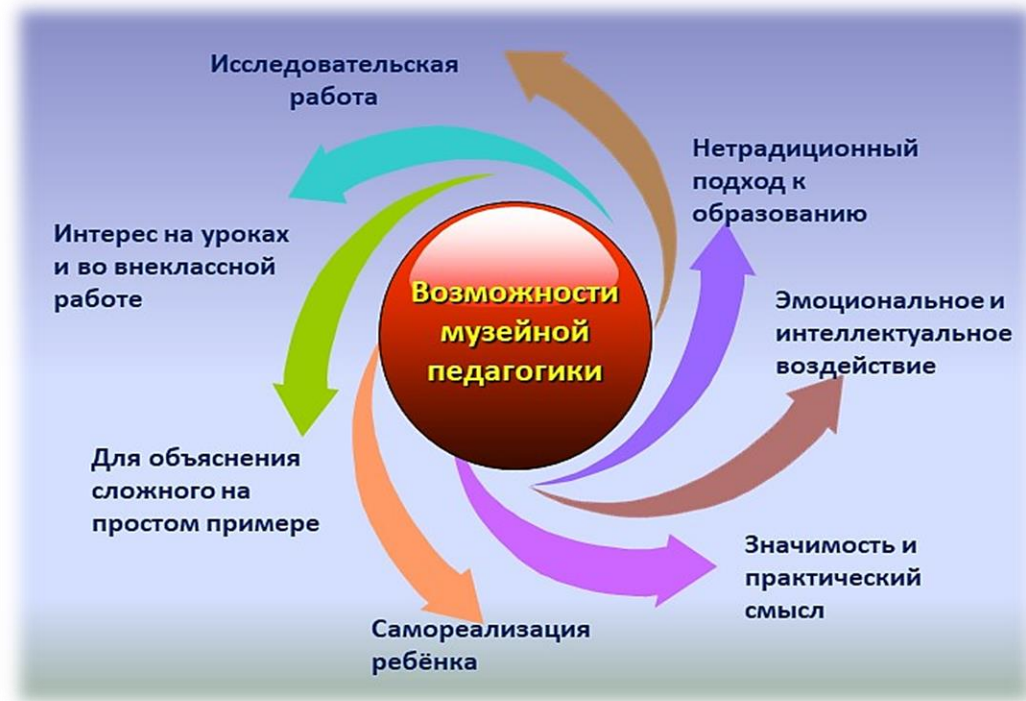 Исследовательская
работа
Нетрадиционный
подход к
образованию
Интерес на уроках
и во внеклассной
работе
Возможности
музейной
педагогики
Эмоциональное и
интеллектуальное
воздействие
Для объяснения
сложного на
простом примере
Значимость и
практический
смысл
Самореализация
ребёнка